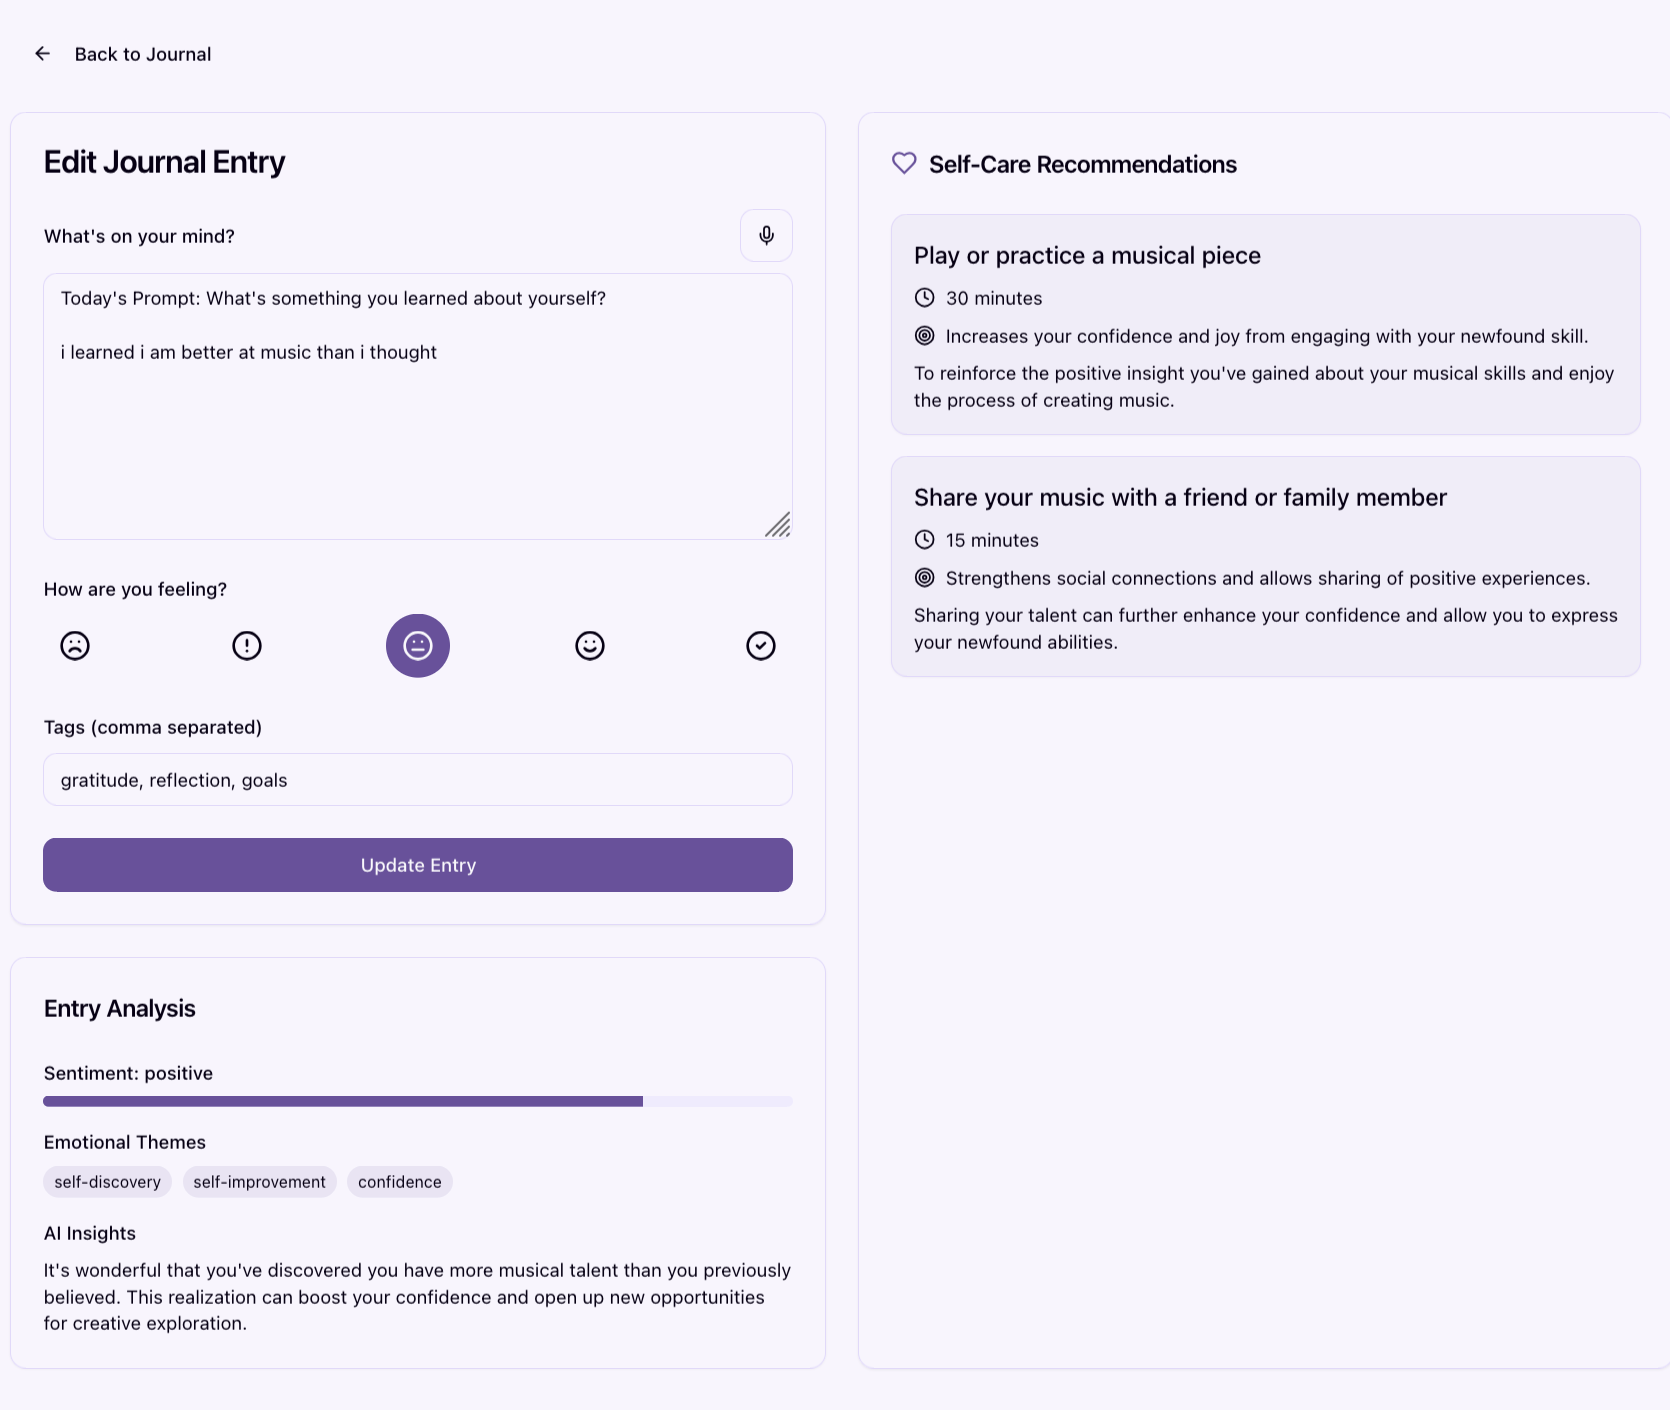 Back to Journal
Edit Journal Entry
What's on your mind?
Today's Prompt: What's something you learned about yourself?
i learned i am better at music than i thought
How are you feeling?
Tags (comma separated)
gratitude, reflection, goals
Update Entry
Entry Analysis
Sentiment: positive
Emotional Themes
self-discovery
self-improvement
confidence
AI Insights
It's wonderful that you've discovered you have more musical talent than you previously
believed. This realization can boost your confidence and open up new opportunities
for creative exploration.
Self-Care Recommendations
Play or practice a musical piece
30 minutes
Increases your confidence and joy from engaging with your newfound skill.
To reinforce the positive insight you've gained about your musical skills and enjoy
the process of creating music.
Share your music with a friend or family member
15 minutes
Strengthens social connections and allows sharing of positive experiences.
Sharing your talent can further enhance your confidence and allow you to express
your newfound abilities.